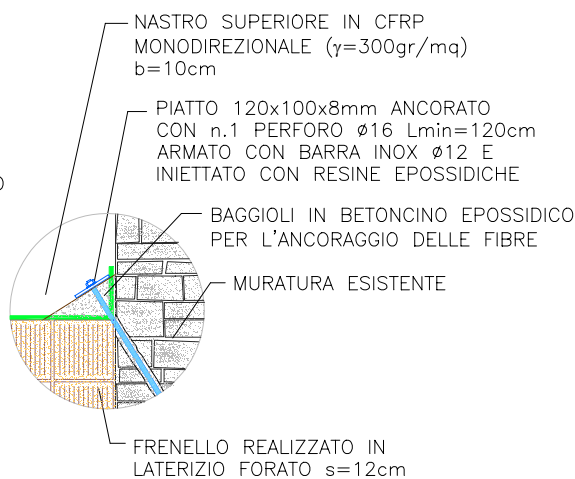 NASTRO SUPERIORE IN CFRP
MONODIREZIONALE (γ=300gr/mq)
b=10cm
PIATTO 120x100x8mm ANCORATO
CON n.1 PERFORO ø16 Lmin=120cm
ARMATO CON BARRA INOX ø12 E
INIETTATO CON RESINE EPOSSIDICHE
BAGGIOLI IN BETONCINO EPOSSIDICO
PER L'ANCORAGGIO DELLE FIBRE
MURATURA ESISTENTE
FRENELLO REALIZZATO IN
LATERIZIO FORATO s=12cm